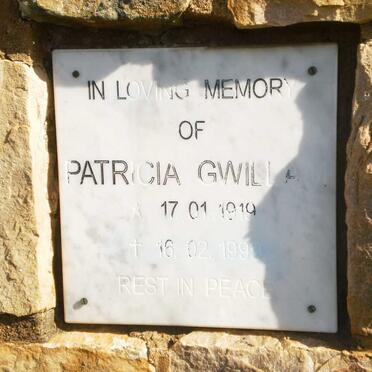 IN LOVING MEMORY
OF
PATRICIA
17.01.1919
✝ 16.02.
REST IN PEACE